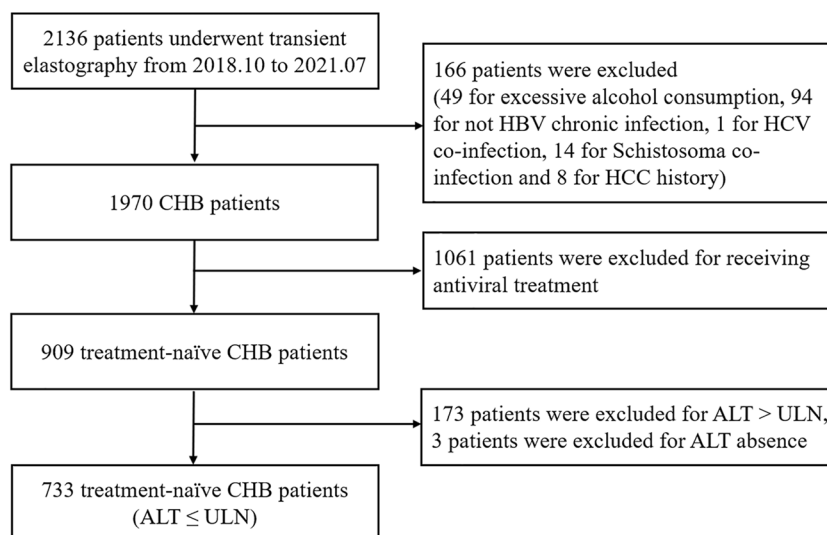 2136 patients underwent transient
elastography from 2018.10 to 2021.07
166 patients were excluded
(49 for excessive alcohol consumption, 94
for not HBV chronic infection, 1 for HCV
co-infection, 14 for Schistosoma co-
infection and 8 for HCC history)
1970 CHB patients
1061 patients were excluded for receiving
antiviral treatment
909 treatment-naïve CHB patients
173 patients were excluded for ALT > ULN,
3 patients were excluded for ALT absence
733 treatment-naïve CHB patients
(ALT ≤ ULN)